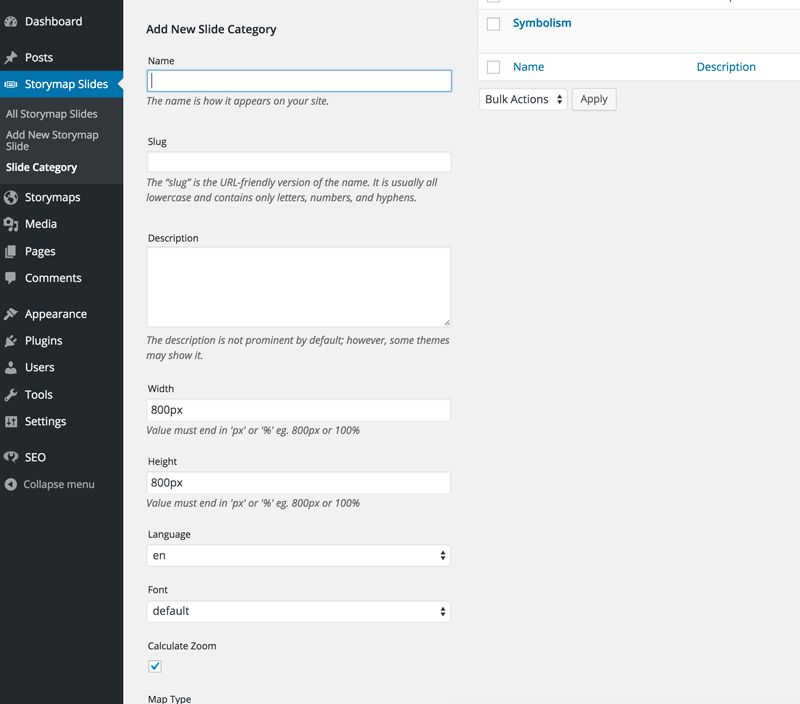 Dashboard
Posts
Storymap Slides
All Storymap Slides
Add New Storymap
Slide
Slide Category
Storymaps
Media
Pages
Comments
Appearance
Plugins
Users
Tools
Settings
SEO
Collapse menu
Add New Slide Category
Name
The name is how it appears on your site.
Slug
The “slug” is the URL-friendly version of the name. It is usually all
lowercase and contains only letters, numbers, and hyphens.
Description
The description is not prominent by default; however, some themes
may show it.
Width
800px
Value must end in 'px' or '%' eg. 800px or 100%
Height
800px
Value must end in 'px' or '%' eg. 800px or 100%
Language
en
Font
default
Calculate Zoom
Map Type
Symbolism
Name Description
Bulk Actions Apply